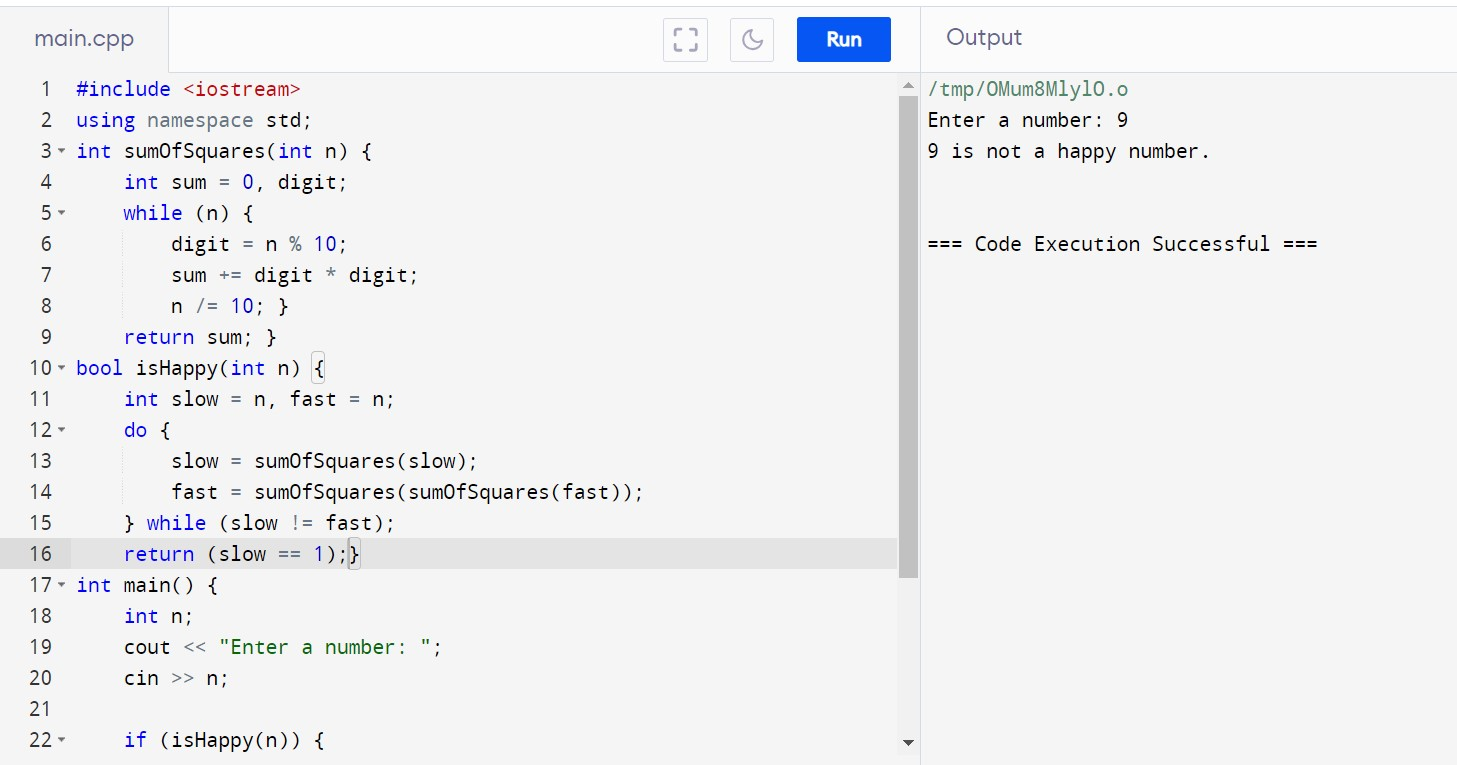 main.cpp
Run
Output
1 #include <iostream>
2 using namespace std;
3 int sumOfSquares(int n) {
4     int sum = 0, digit;
5     while (n) {
6         digit = n % 10;
7         sum += digit * digit;
8         n /= 10; }
9     return sum; }
10 bool isHappy(int n) {
11     int slow = n, fast = n;
12     do {
13         slow = sumOfSquares(slow);
14         fast = sumOfSquares(sumOfSquares(fast));
15     } while (slow != fast);
16     return (slow == 1);}
17 int main() {
18     int n;
19     cout << "Enter a number: ";
20     cin >> n;
21
22     if (isHappy(n)) {
/tmp/OMum8MlylO.o
Enter a number: 9
9 is not a happy number.
=== Code Execution Successful ===